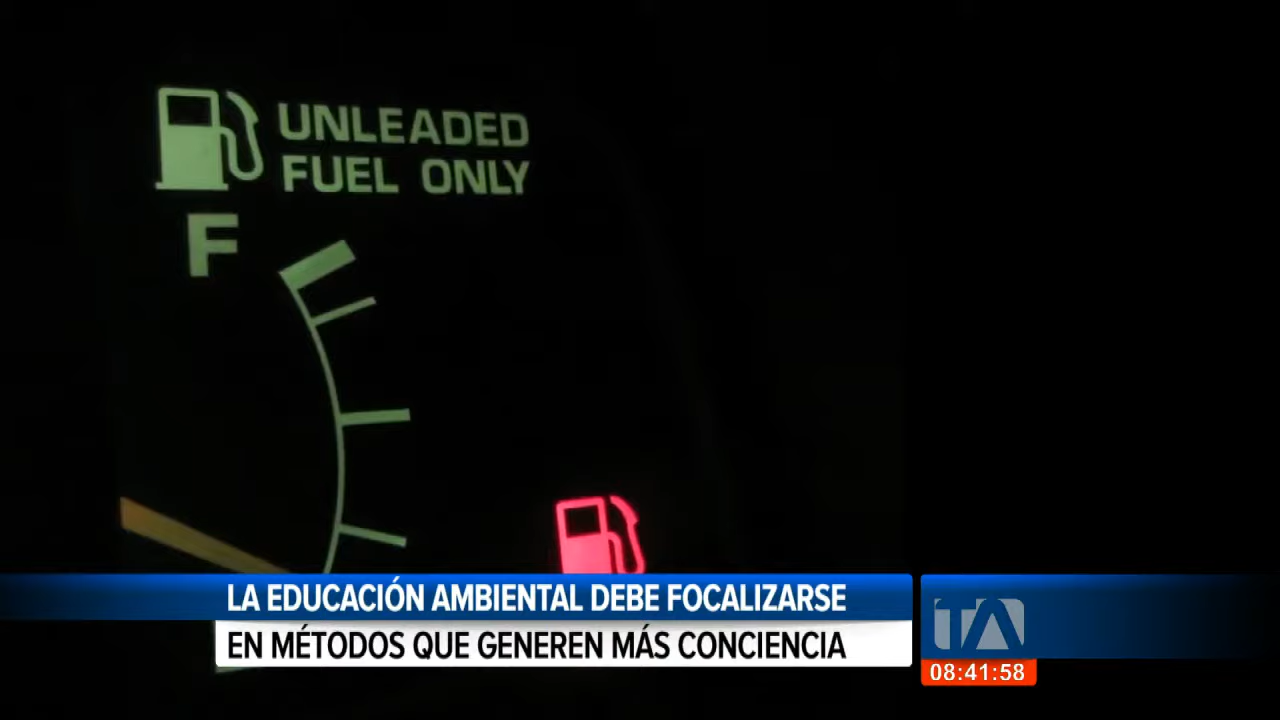 UNLEADED
FUEL ONLY
F
LA EDUCACIÓN AMBIENTAL DEBE FOCALIZARSE
EN MÉTODOS QUE GENEREN MÁS CONCIENCIA
TA
08:41:58